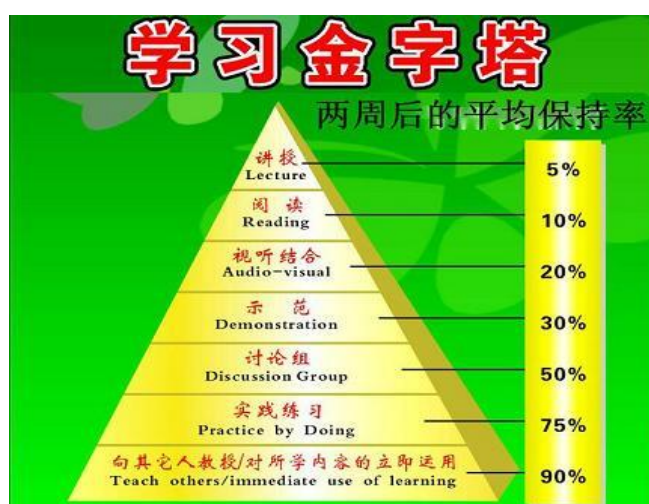 学习金字塔
两周后的平均保持率
讲授
Lecture
5%
阅 读
Reading
10%
视听结合
Audio-visual
20%
示 范
Demonstration
30%
讨论组
Discussion Group
50%
实践练习
Practice by Doing
75%
向其它人教授/对所学内容的立即运用
Teach others/immediate use of learning
90%